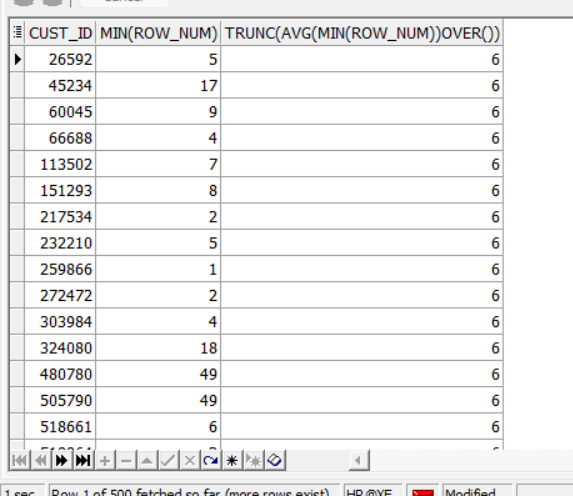 CUST_ID MIN(ROW_NUM) TRUNC(AVG(MIN(ROW_NUM))OVER())
26592 5 6
45234 17 6
60045 9 6
66688 4 6
113502 7 6
151293 8 6
217534 2 6
232210 5 6
259866 1 6
272472 2 6
303984 4 6
324080 18 6
480780 49 6
505790 49 6
518661 6 6
1 sec Row 1 of 500 fetched so far (more rows exist) HR@XE Modified